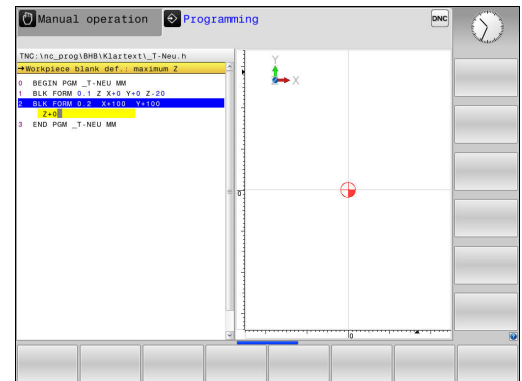 Manual operation
Programming
DNC
TNC:\nc_prog\BHB\Klartext\_T-Neu.h
→Workpiece blank def.: maximum Z
0 BEGIN PGM _T-NEU MM
1 BLK FORM 0.1 Z X+0 Y+0 Z-20
2 BLK FORM 0.2 X+100 Y+100
Z+0
3 END PGM _T-NEU MM
Y
Z X
0
0